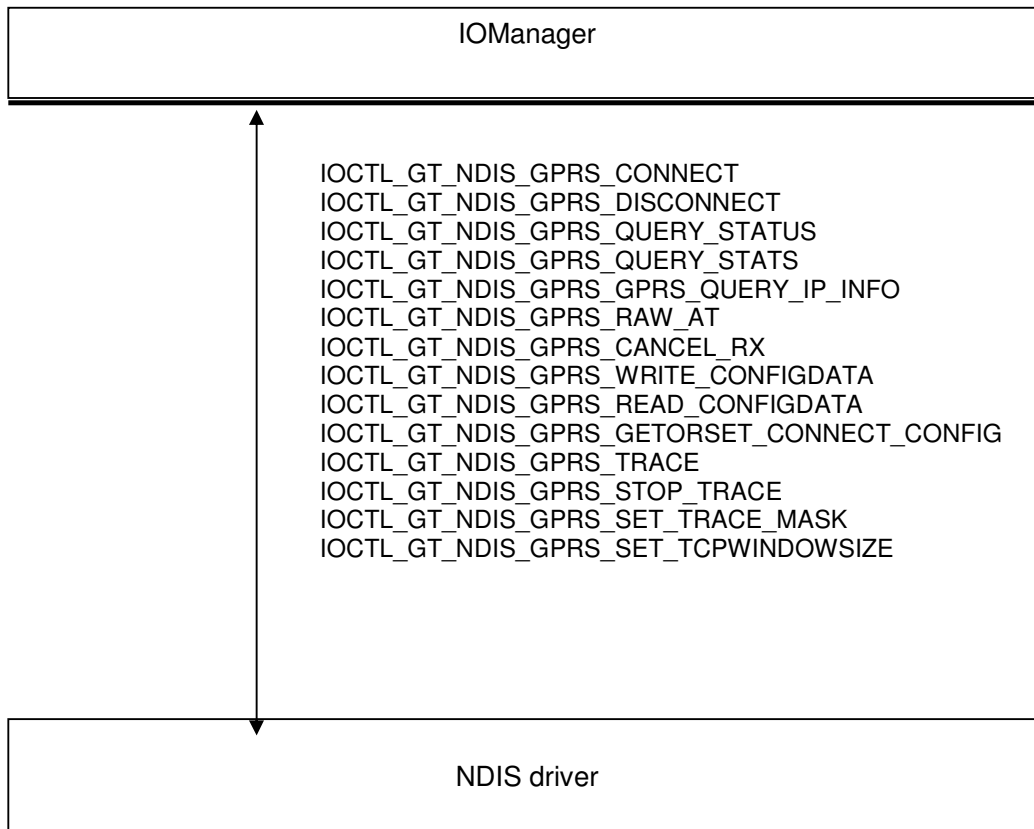 IOManager
IOCTL_GT_NDIS_GPRS_CONNECT
IOCTL_GT_NDIS_GPRS_DISCONNECT
IOCTL_GT_NDIS_GPRS_QUERY_STATUS
IOCTL_GT_NDIS_GPRS_QUERY_STATS
IOCTL_GT_NDIS_GPRS_GPRS_QUERY_IP_INFO
IOCTL_GT_NDIS_GPRS_RAW_AT
IOCTL_GT_NDIS_GPRS_CANCEL_RX
IOCTL_GT_NDIS_GPRS_WRITE_CONFIGDATA
IOCTL_GT_NDIS_GPRS_READ_CONFIGDATA
IOCTL_GT_NDIS_GPRS_GETORSET_CONNECT_CONFIG
IOCTL_GT_NDIS_GPRS_TRACE
IOCTL_GT_NDIS_GPRS_STOP_TRACE
IOCTL_GT_NDIS_GPRS_SET_TRACE_MASK
IOCTL_GT_NDIS_GPRS_SET_TCPWINDOWSIZE
NDIS driver